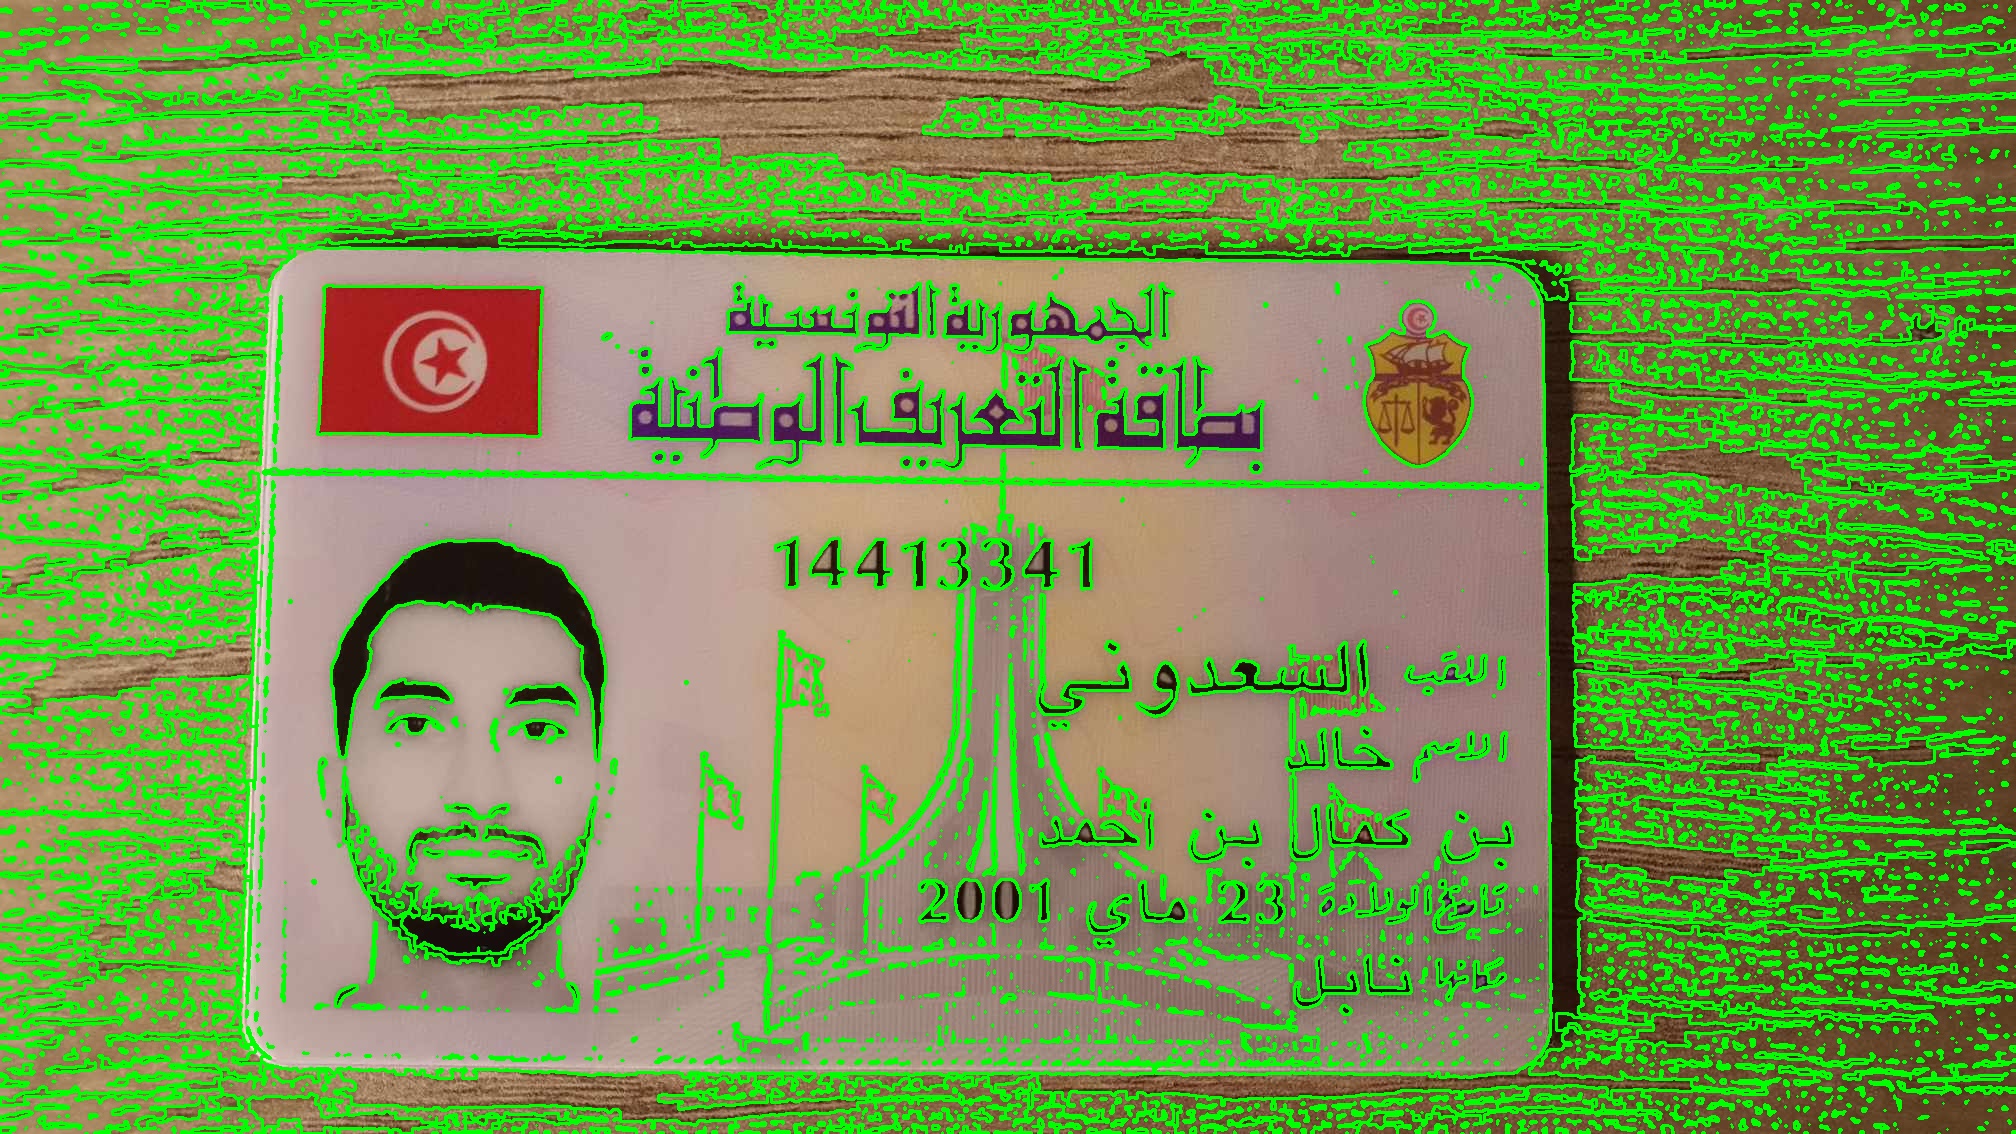 الجمهورية التونسية
بطاقة التعريف الوطنية
14413341
اللقب السعدوني
الاسم خالد
بن كمال بن احمد
تاريخ الولادة 23 ماي 2001
مكانها نابل